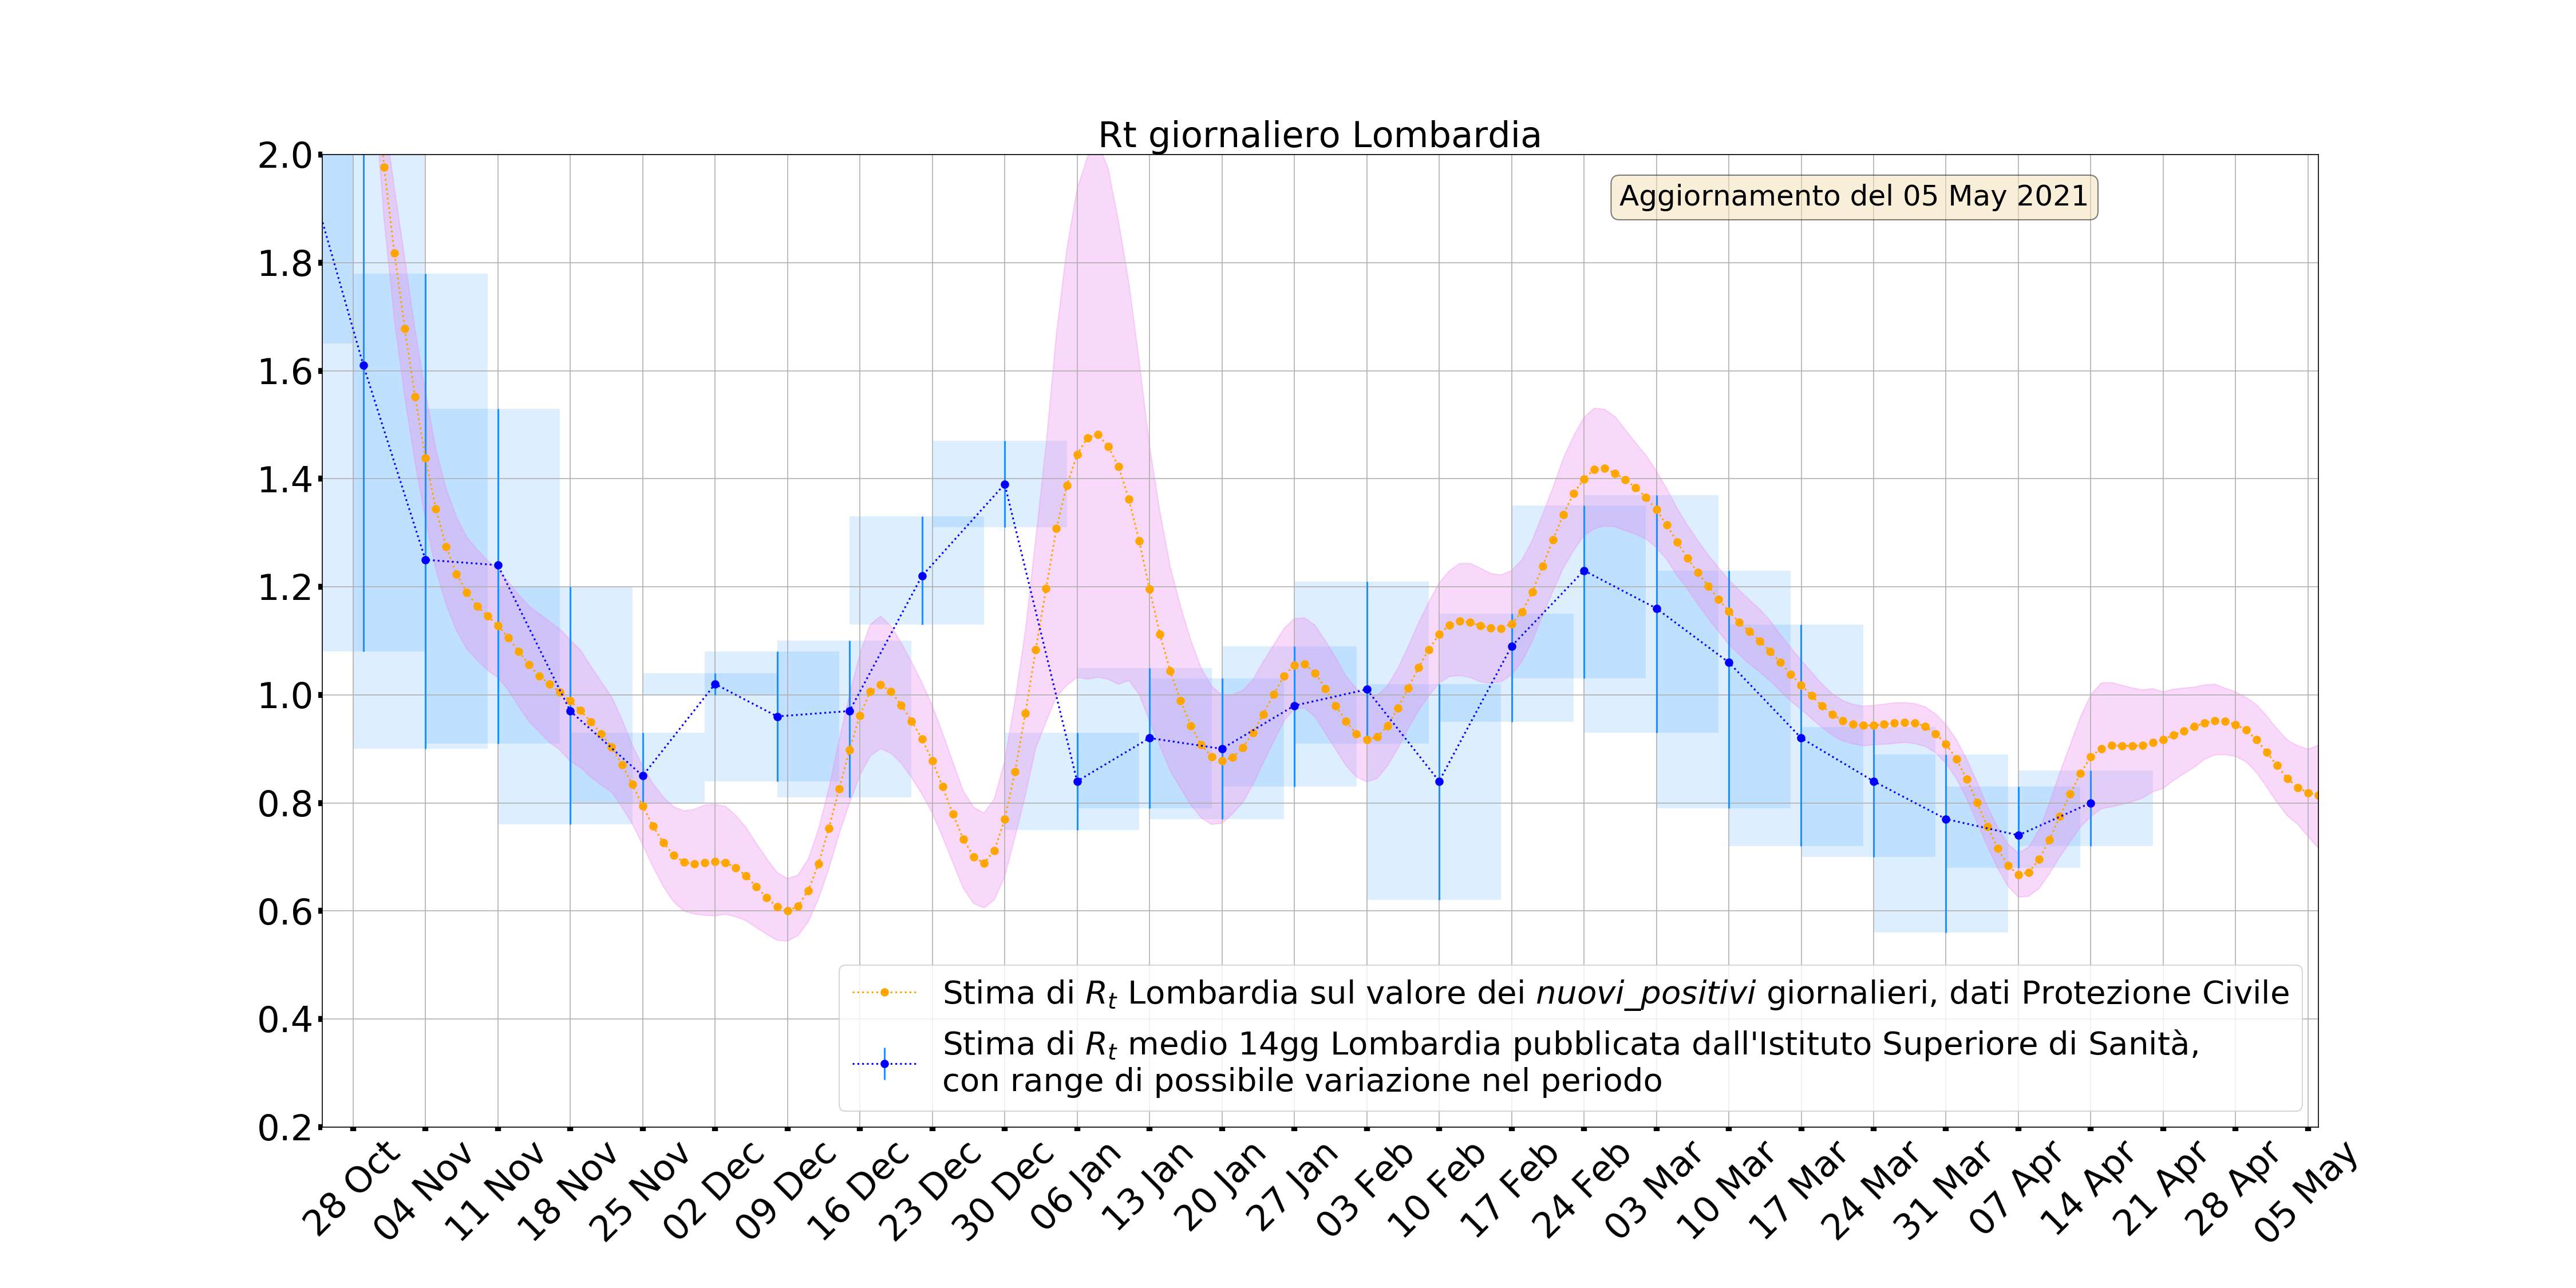 Rt giornaliero Lombardia
Aggiornamento del 05 May 2021
2.0
1.8
1.6
1.4
1.2
1.0
0.8
0.6
0.4
0.2
Stima di Rₜ Lombardia sul valore dei nuovi_positivi giornalieri, dati Protezione Civile
Stima di Rₜ medio 14gg Lombardia pubblicata dall'Istituto Superiore di Sanità,
con range di possibile variazione nel periodo
28 Oct
04 Nov
11 Nov
18 Nov
25 Nov
02 Dec
09 Dec
16 Dec
23 Dec
30 Dec
06 Jan
13 Jan
20 Jan
27 Jan
03 Feb
10 Feb
17 Feb
24 Feb
03 Mar
10 Mar
17 Mar
24 Mar
31 Mar
07 Apr
14 Apr
21 Apr
28 Apr
05 May